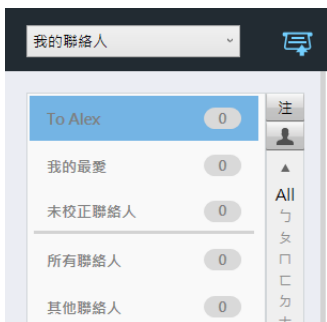 我的聯絡人
To Alex 0
我的最愛 0
未校正聯絡人 0
所有聯絡人 0
其他聯絡人 0
注
All
ㄅ
ㄆ
ㄇ
ㄈ
ㄉ